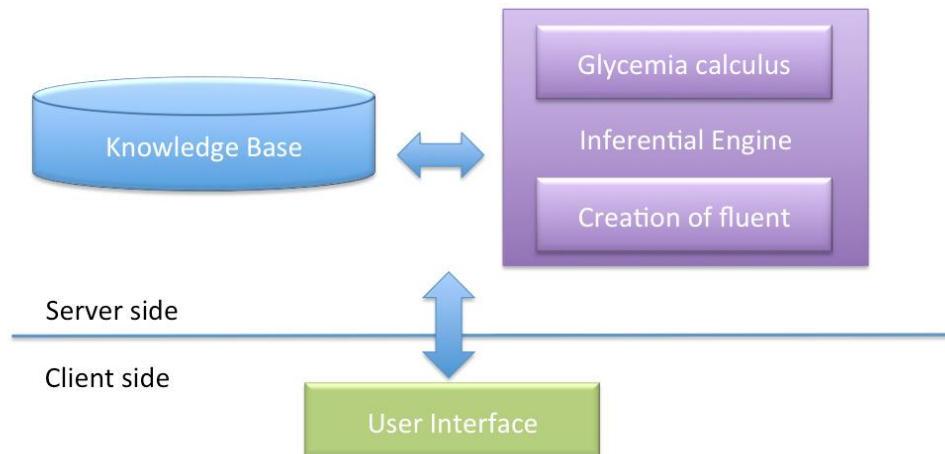 Glycemia calculus
Knowledge Base
Inferential Engine
Creation of fluent
Server side
Client side
User Interface